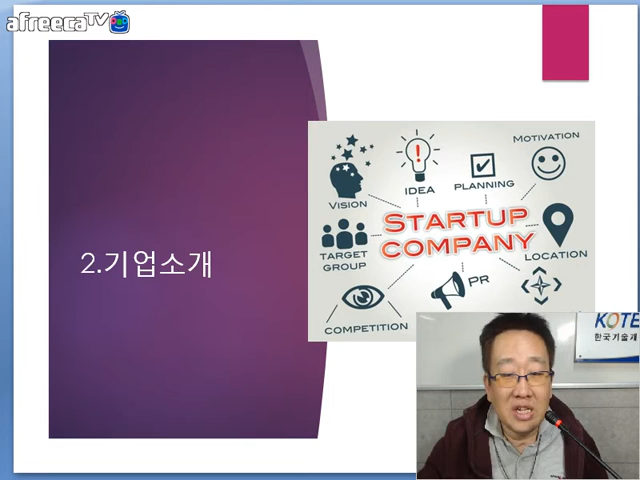 afreecaTV
2.기업소개
MOTIVATION
IDEA
PLANNING
VISION
STARTUP
COMPANY
TARGET
GROUP
LOCATION
PR
COMPETITION
KOTE
한국기술개